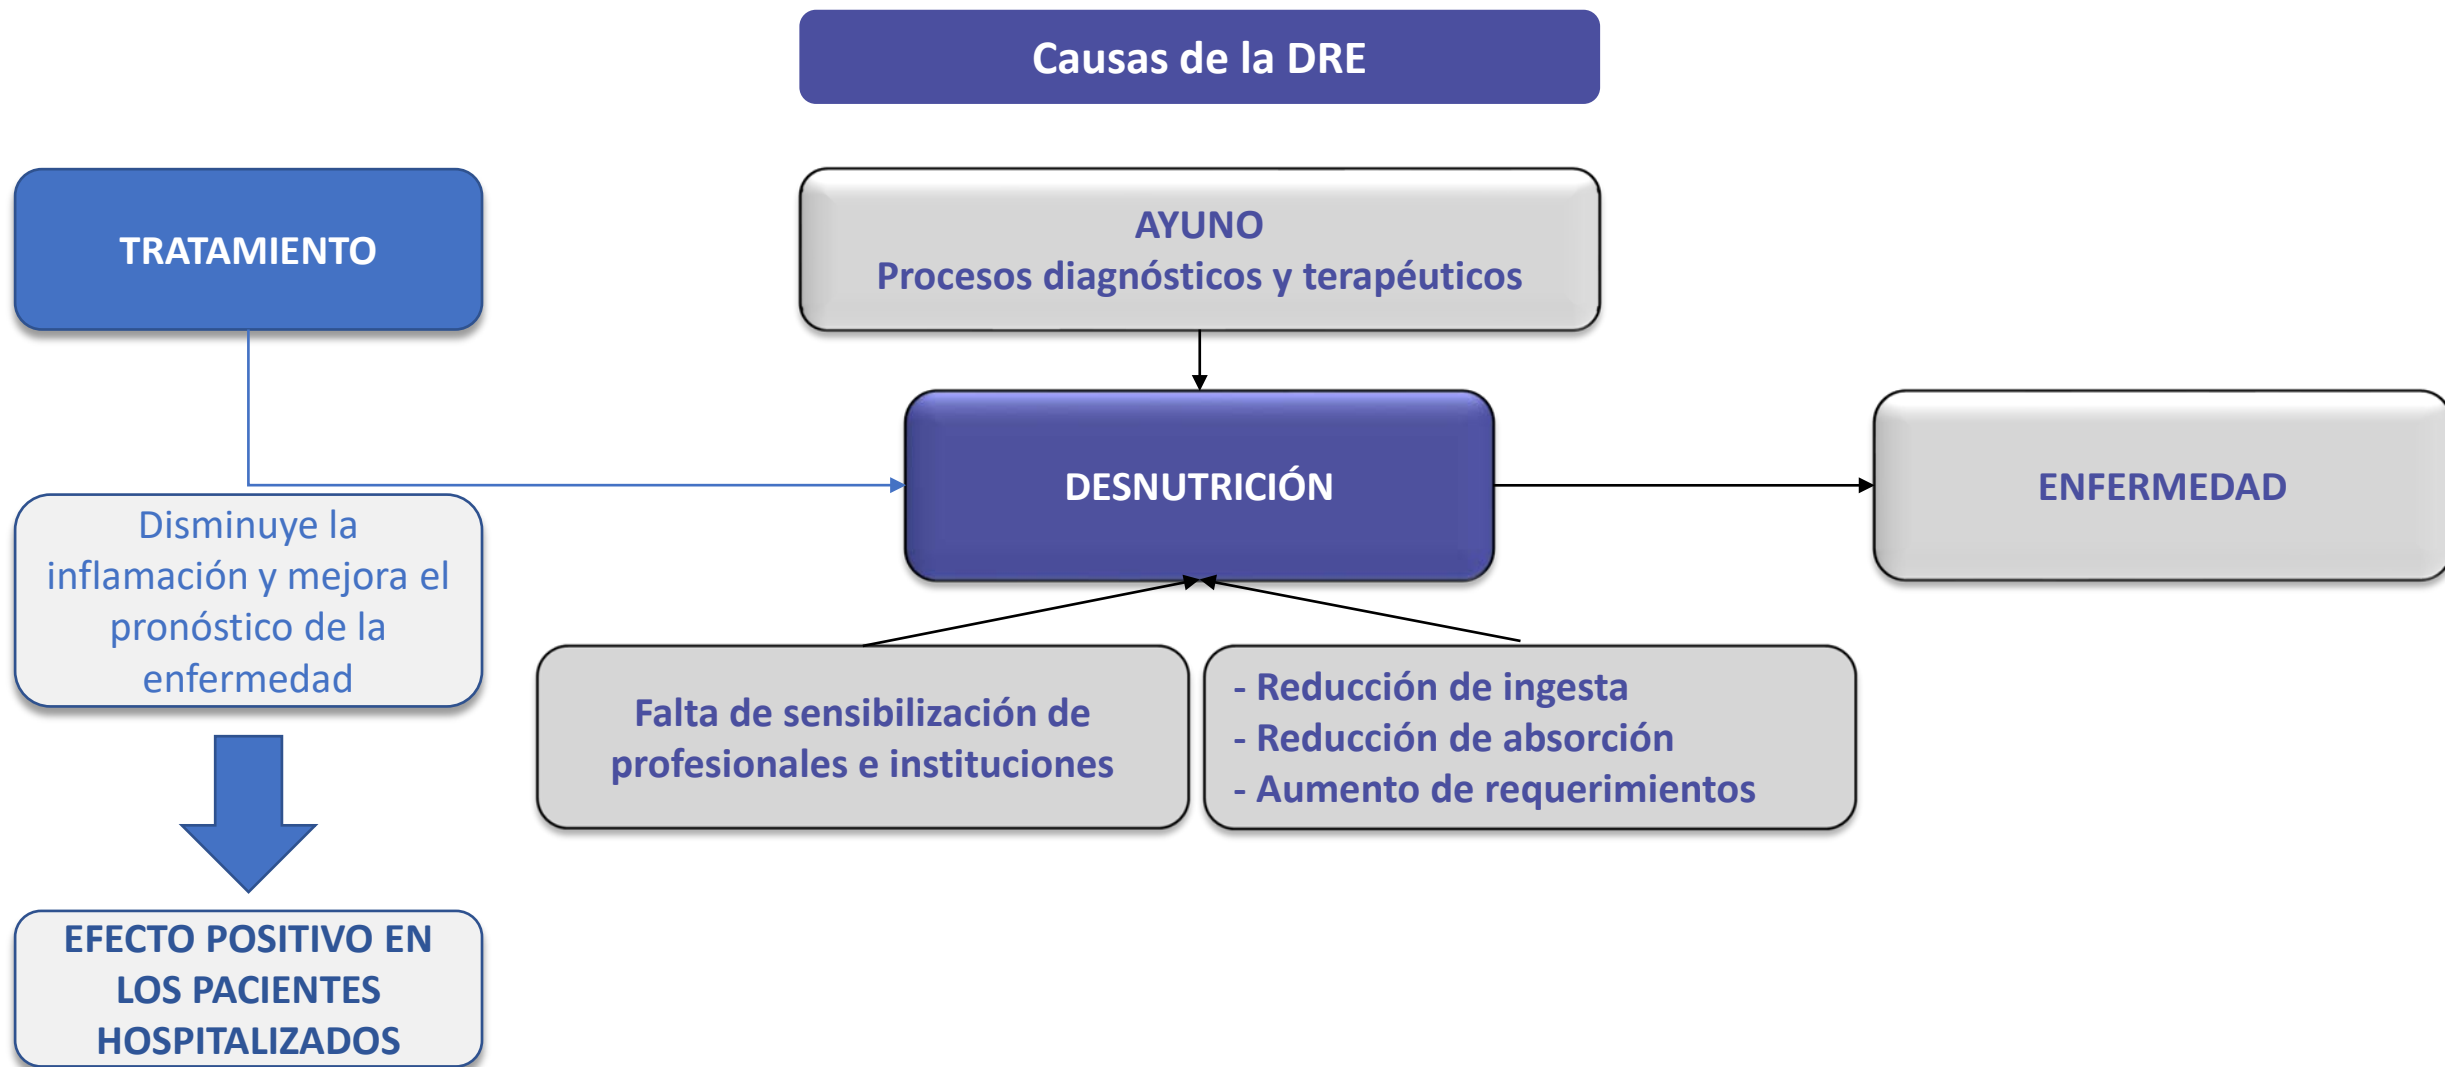 Causas de la DRE
TRATAMIENTO
AYUNO
Procesos diagnósticos y terapéuticos
DESNUTRICIÓN
ENFERMEDAD
Disminuye la
inflamación y mejora el
pronóstico de la
enfermedad
Falta de sensibilización de
profesionales e instituciones
- Reducción de ingesta
- Reducción de absorción
- Aumento de requerimientos
EFECTO POSITIVO EN
LOS PACIENTES
HOSPITALIZADOS